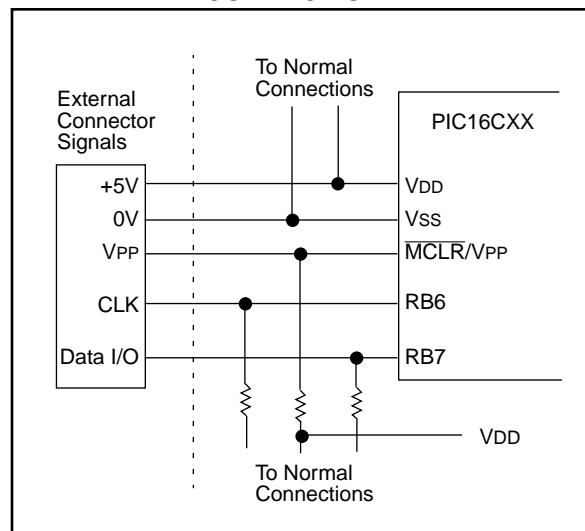 To Normal
Connections
External
Connector
Signals
PIC16CXX
+5V
VDD
0V
VSS
VPP
MCLR/VPP
CLK
RB6
Data I/O
RB7
VDD
To Normal
Connections